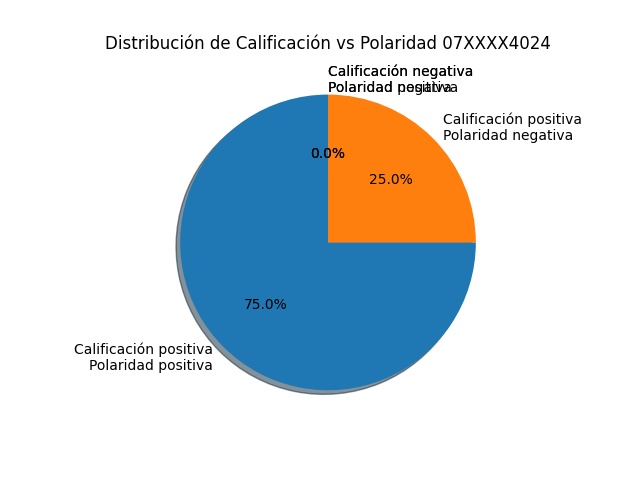 Distribución de Calificación vs Polaridad 07XXXX4024
Calificación negativa
Polaridad
Calificación positiva
Polaridad negativa
0.0%
25.0%
75.0%
Calificación positiva
Polaridad positiva